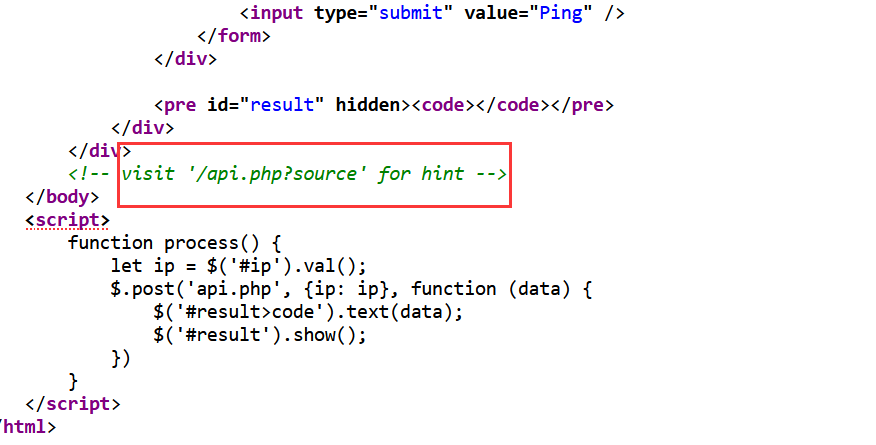 <input type="submit" value="Ping" />
</form>
</div>
<pre id="result" hidden><code></code></pre>
</div>
</div>
<!-- visit '/api.php?source' for hint -->
</body>
<script>
function process() {
let ip = $('#ip').val();
$.post('api.php', {ip: ip}, function (data) {
$('#result>code').text(data);
$('#result').show();
})
}
</script>
/html>